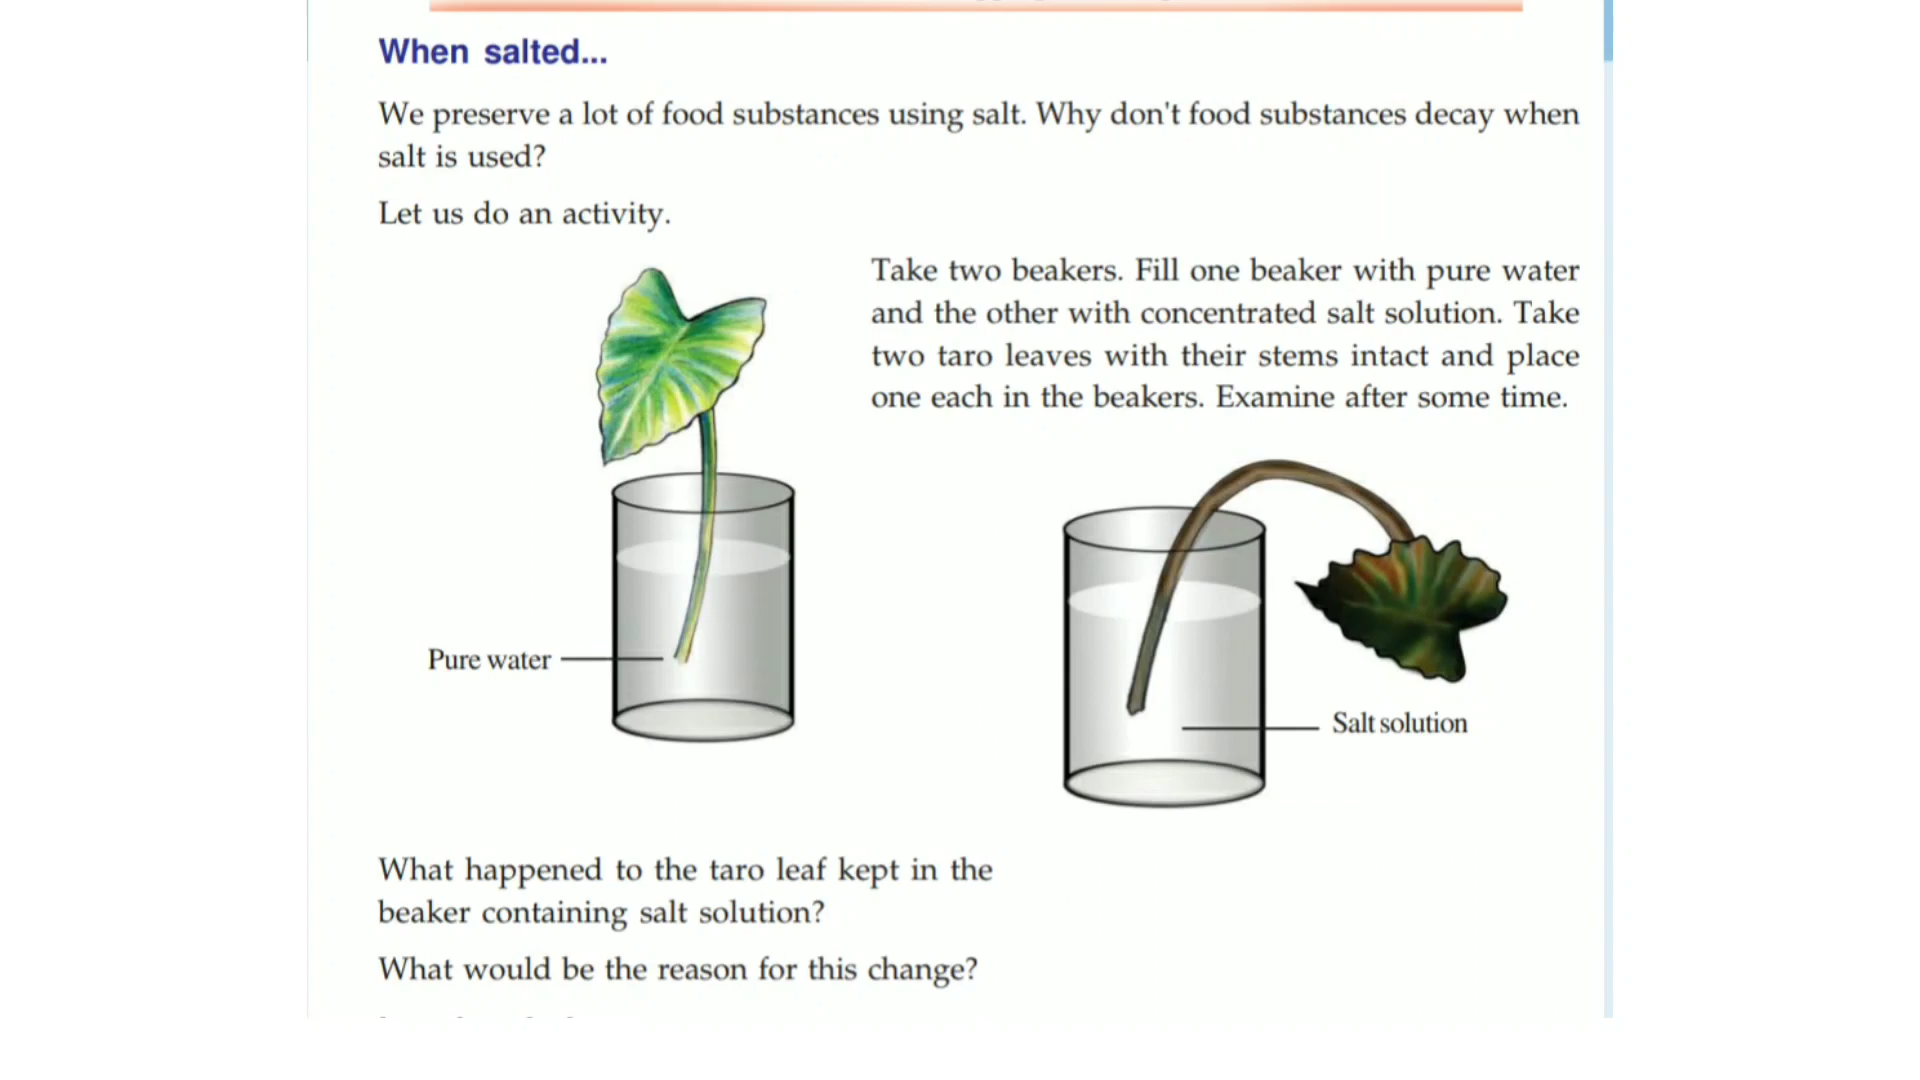 When salted...
We preserve a lot of food substances using salt. Why don't food substances decay when
salt is used?
Let us do an activity.
Take two beakers. Fill one beaker with pure water
and the other with concentrated salt solution. Take
two taro leaves with their stems intact and place
one each in the beakers. Examine after some time.
Pure water
Salt solution
What happened to the taro leaf kept in the
beaker containing salt solution?
What would be the reason for this change?